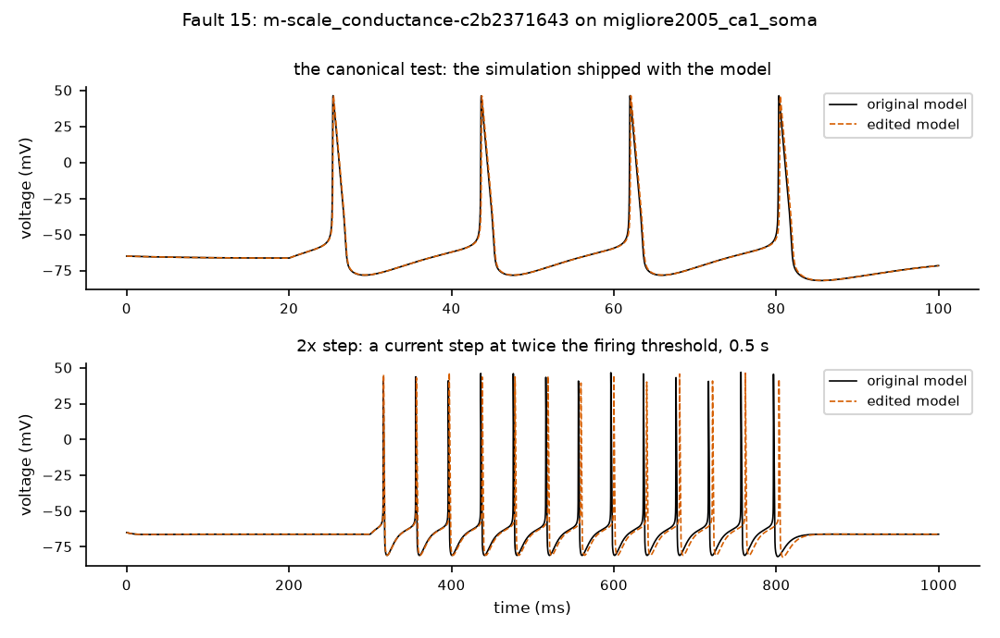 Fault 15: m-scale_conductance-c2b2371643 on migliore2005_ca1_soma
the canonical test: the simulation shipped with the model
50
25
0
−25
−50
−75
voltage (mV)
original model
edited model
0
20
40
60
80
100
2x step: a current step at twice the firing threshold, 0.5 s
50
25
0
−25
−50
−75
voltage (mV)
original model
edited model
0
200
400
600
800
1000
time (ms)